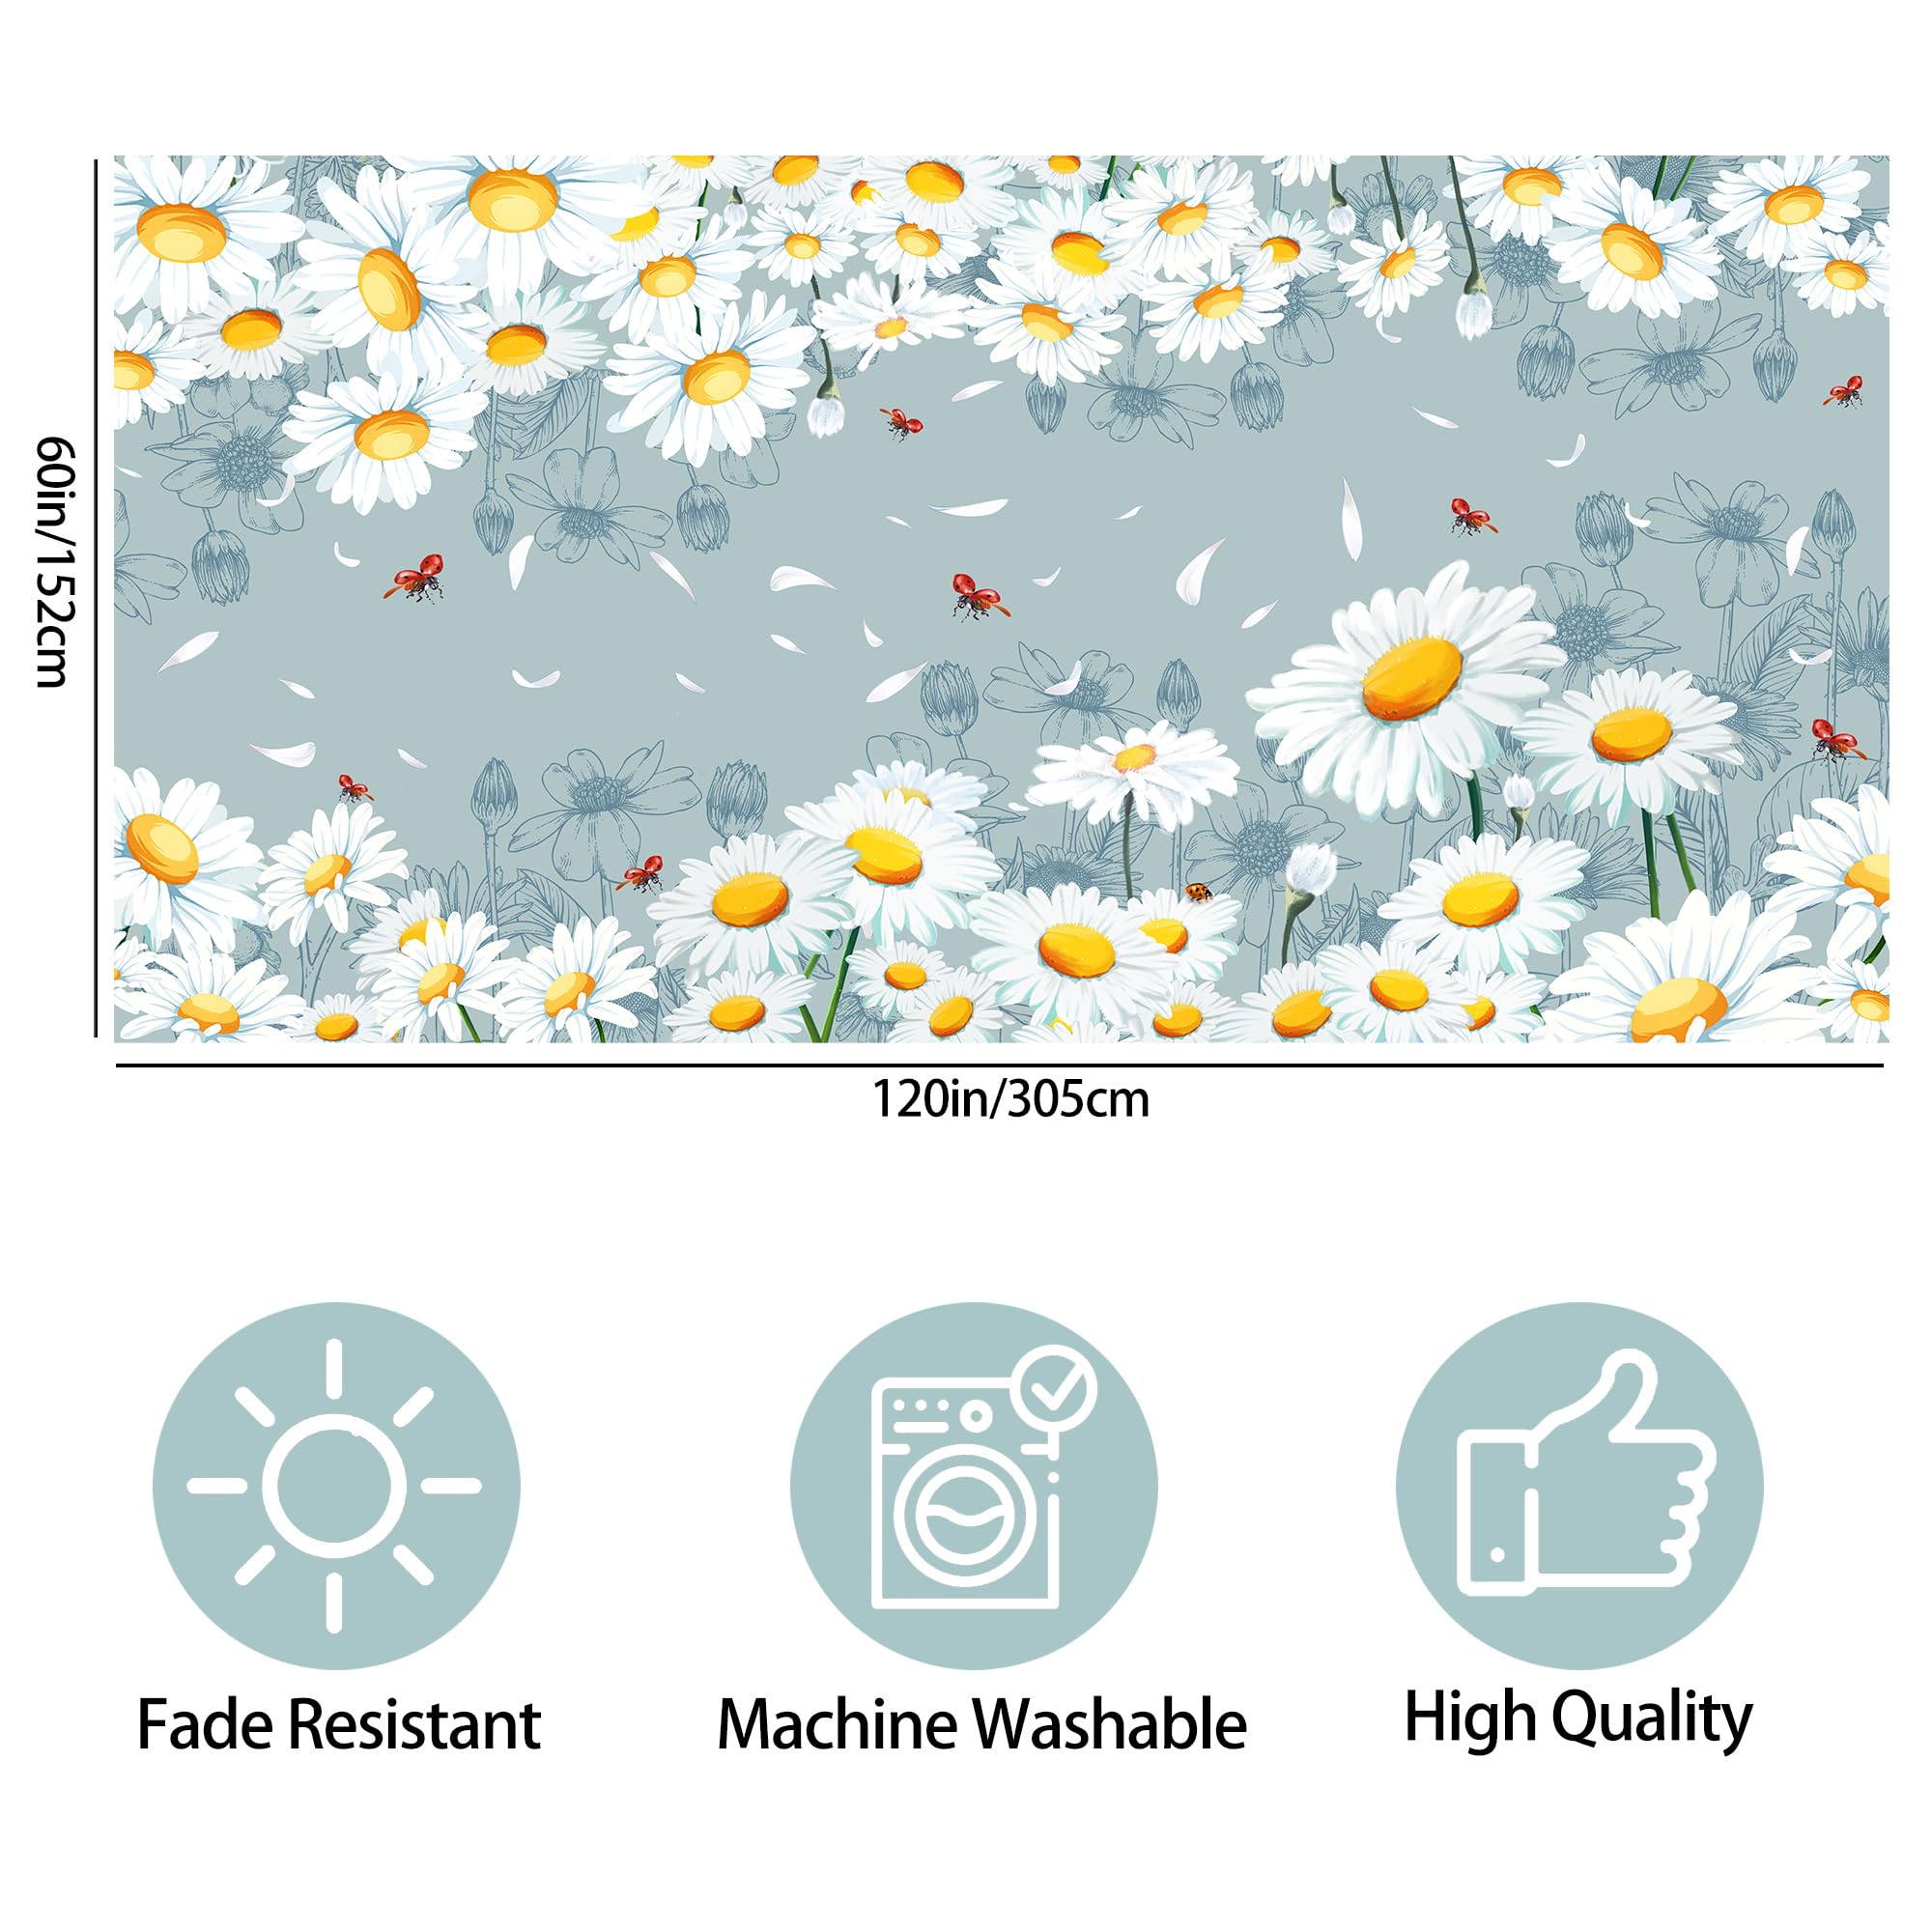 60in/152cm
120in/305cm
Fade Resistant
Machine Washable
High Quality